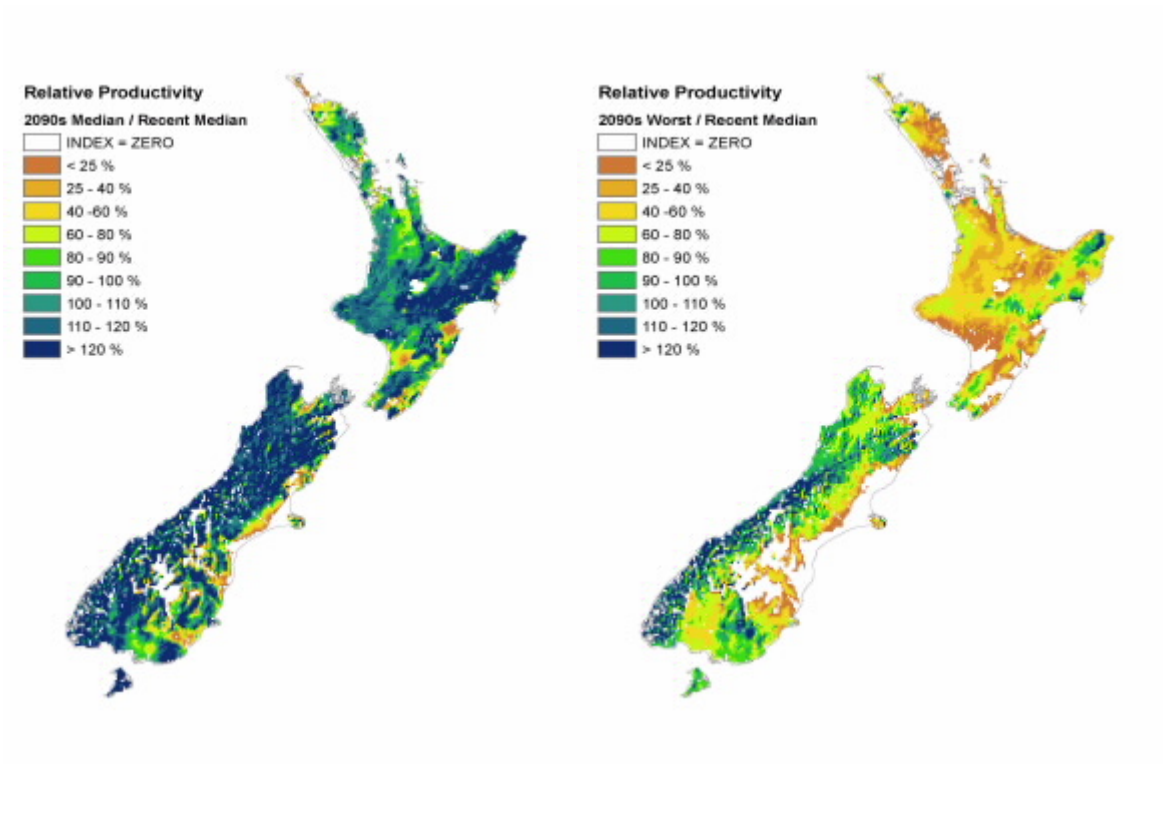 Relative Productivity
2090s Median / Recent Median
INDEX = ZERO
< 25 %
25 - 40 %
40 -60 %
60 - 80 %
80 - 90 %
90 - 100 %
100 - 110 %
110 - 120 %
> 120 %
Relative Productivity
2090s Worst / Recent Median
INDEX = ZERO
< 25 %
25 - 40 %
40 -60 %
60 - 80 %
80 - 90 %
90 - 100 %
100 - 110 %
110 - 120 %
> 120 %